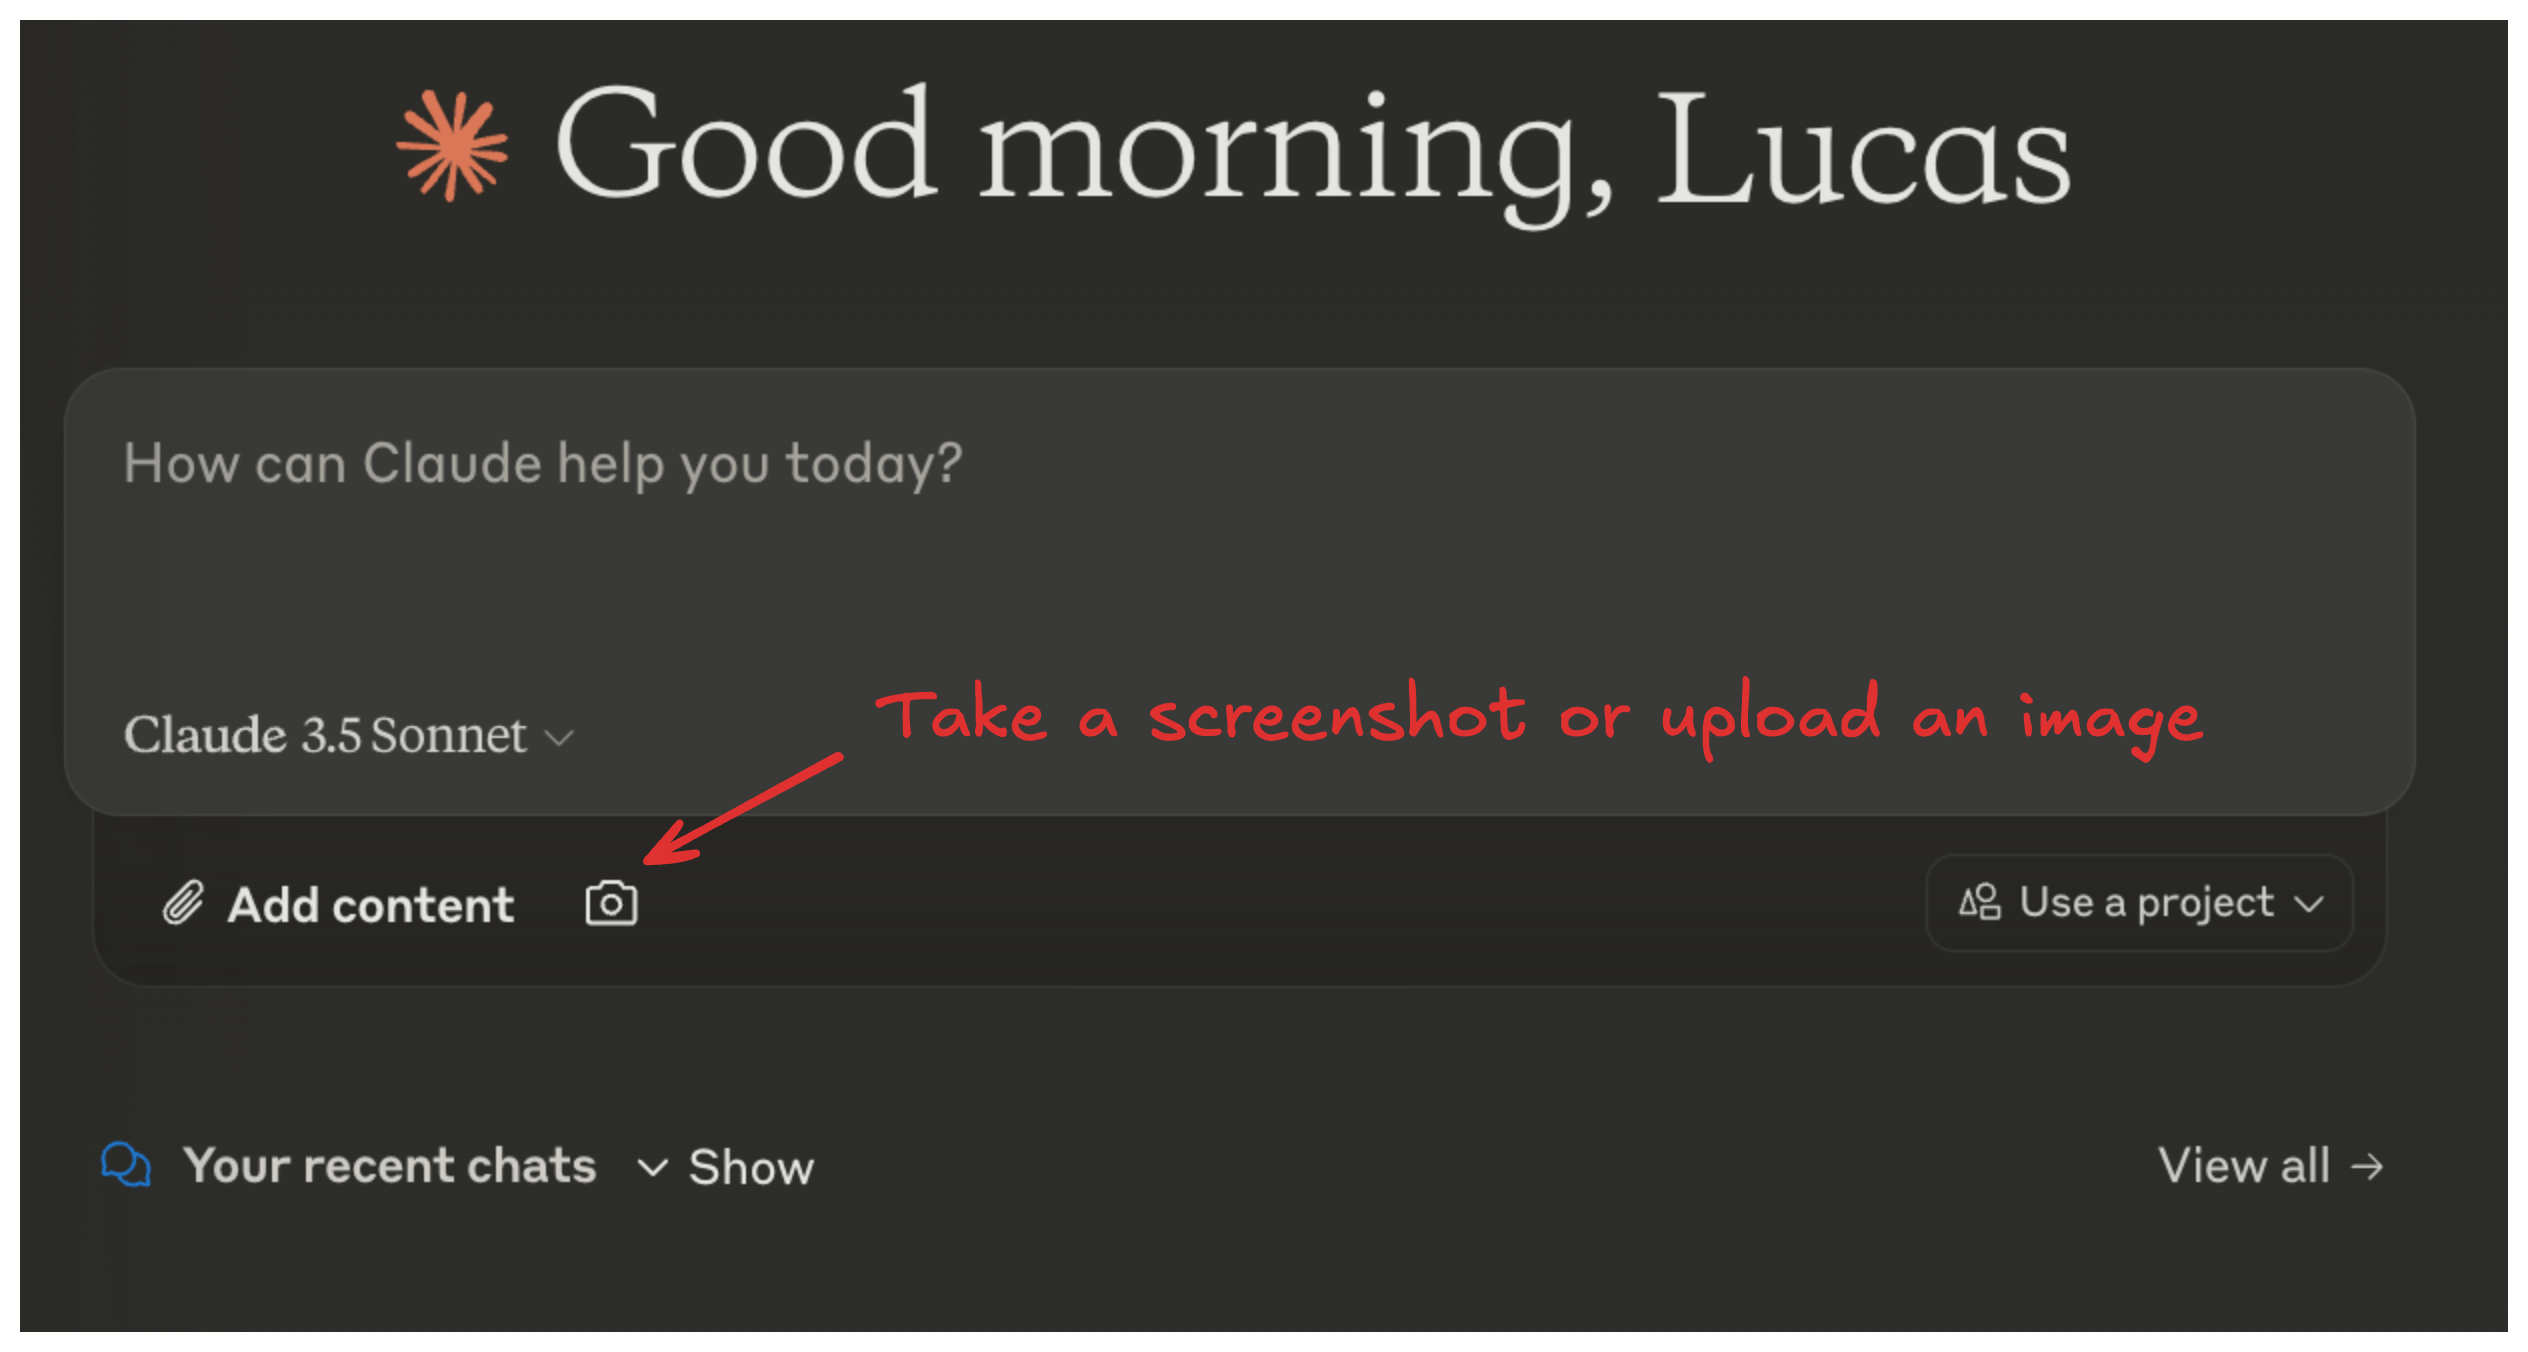 Good morning, Lucas
How can Claude help you today?
Claude 3.5 Sonnet
Take a screenshot or upload an image
Add content
Use a project
Your recent chats
Show
View all